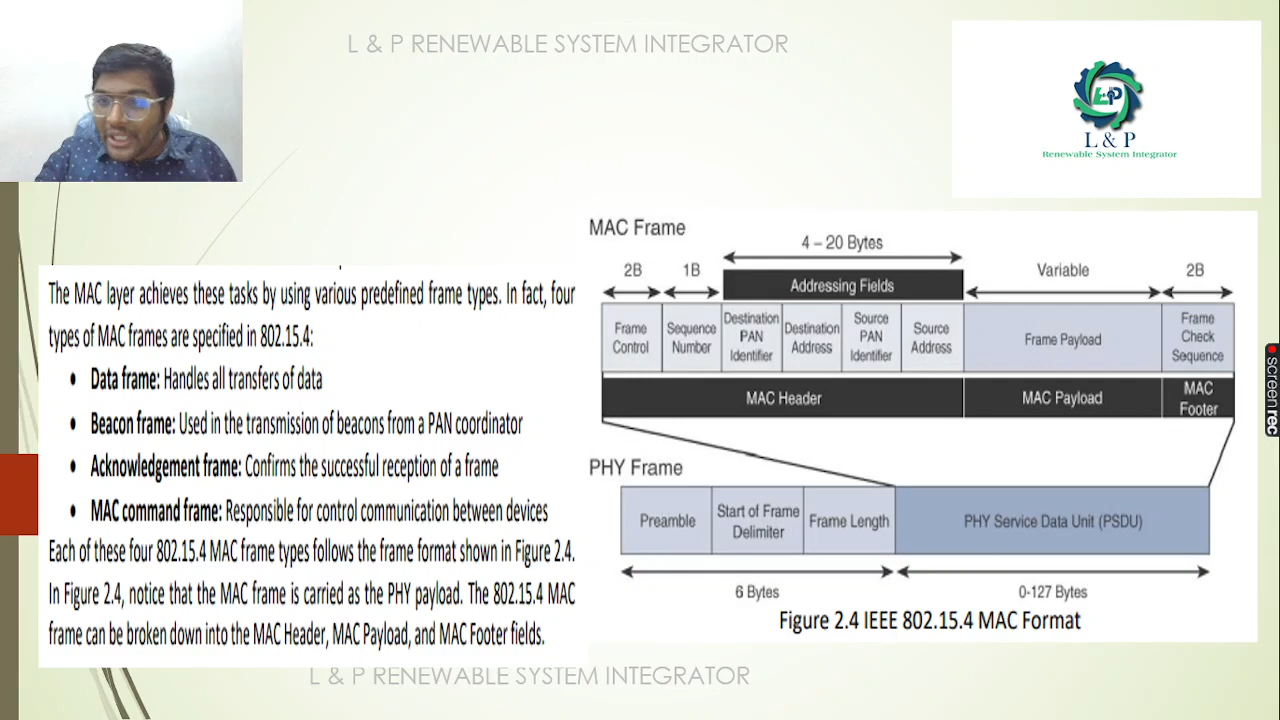 L & P RENEWABLE SYSTEM INTEGRATOR
L&P
L & P
Renewable System Integrator
The MAC layer achieves these tasks by using various predefined frame types. In fact, four
types of MAC frames are specified in 802.15.4:
• Data frame: Handles all transfers of data
• Beacon frame: Used in the transmission of beacons from a PAN coordinator
• Acknowledgement frame: Confirms the successful reception of a frame
• MAC command frame: Responsible for control communication between devices
Each of these four 802.15.4 MAC frame types follows the frame format shown in Figure 2.4.
In Figure 2.4, notice that the MAC frame is carried as the PHY payload. The 802.15.4 MAC
frame can be broken down into the MAC Header, MAC Payload, and MAC Footer fields.
MAC Frame
4 – 20 Bytes
2B
1B
Addressing Fields
Variable
2B
Frame
Control
Sequence
Number
Destination
PAN
Identifier
Destination
Address
Source
PAN
Identifier
Source
Address
Frame Payload
Frame
Check
Sequence
MAC Header
MAC Payload
MAC
Footer
PHY Frame
Preamble
Start of Frame
Delimiter
Frame Length
PHY Service Data Unit (PSDU)
6 Bytes
0-127 Bytes
Figure 2.4 IEEE 802.15.4 MAC Format
L & P RENEWABLE SYSTEM INTEGRATOR
screenrec